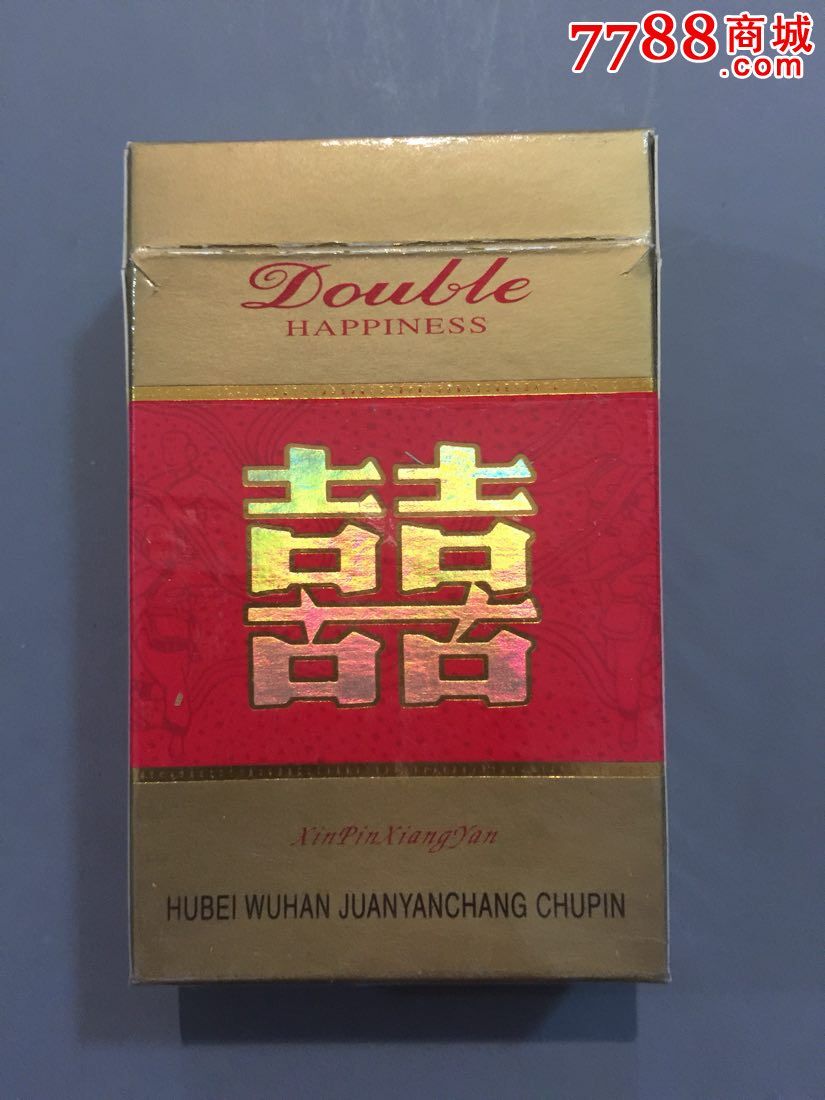 7788商城
.com
Double
HAPPINESS
囍
XinPinXiangYan
HUBEI WUHAN JUANYANCHANG CHUPIN